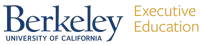 Berkeley Executive
Education
UNIVERSITY OF CALIFORNIA